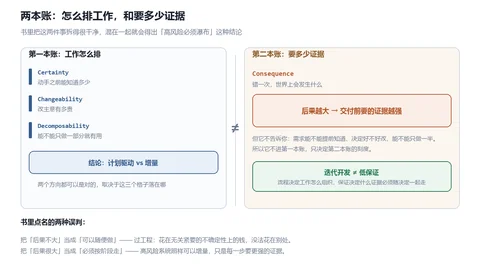 两本账：怎么排工作，和要多少证据
书里把这两件事拆得很干净，混在一起就会得出「高风险必须瀑布」这种结论
第一本账：工作怎么排
Certainty
动手之前能知道多少
Changeability
改主意有多贵
Decomposability
能不能只做一部分就有用
结论：计划驱动 vs 增量
两个方向都可以是对的，取决于这三个格子落在哪
≠
第二本账：要多少证据
Consequence
错一次，世界上会发生什么
后果越大 → 交付前要的证据越强
但它不告诉你：需求能不能提前知道、决定好不好改、能不能只做一半。
所以它不进第一本账，只决定第二本账的刻度。
迭代开发 ≠ 低保证
流程决定工作怎么组织，保证决定什么证据必须随决定一起走
书里点名的两种误判：
把「后果不大」当成「可以随便做」—— 过工程：花在无关紧要的不确定性上的钱，没法花在别处。
把「后果很大」当成「必须按阶段走」—— 高风险系统照样可以增量，只是每一步要更强的证据。